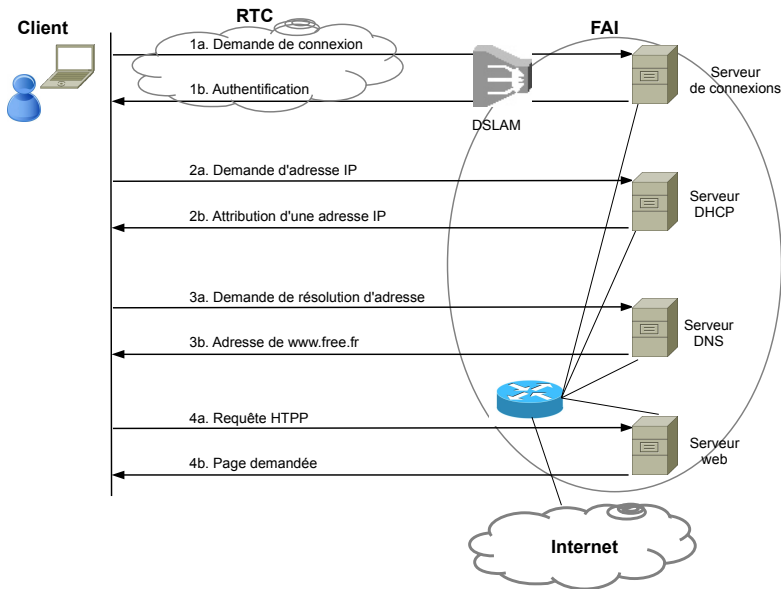 Client
RTC
FAI
1a. Demande de connexion
Serveur
de connexions
1b. Authentification
DSLAM
2a. Demande d'adresse IP
Serveur
DHCP
2b. Attribution d'une adresse IP
3a. Demande de résolution d'adresse
Serveur
DNS
3b. Adresse de www.free.fr
4a. Requête HTPP
Serveur
web
4b. Page demandée
Internet